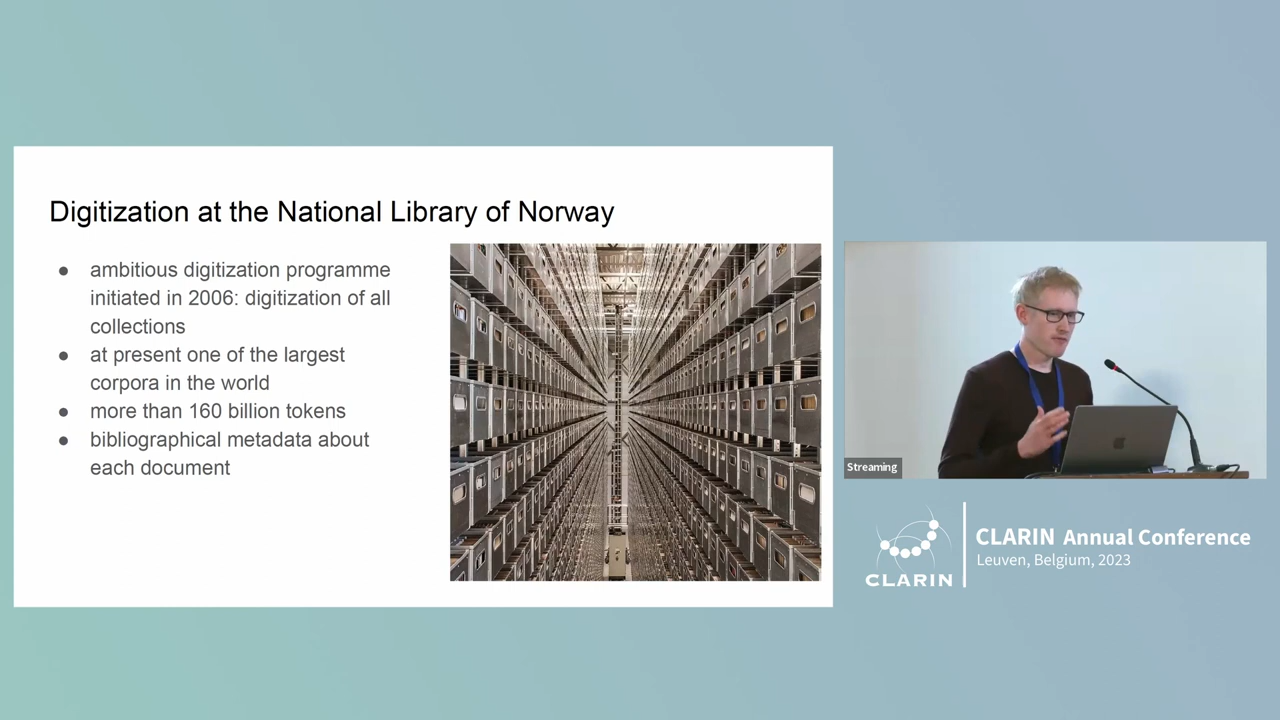 Digitization at the National Library of Norway
● ambitious digitization programme
initiated in 2006: digitization of all
collections
● at present one of the largest
corpora in the world
● more than 160 billion tokens
● bibliographical metadata about
each document
Streaming
CLARIN
CLARIN Annual Conference
Leuven, Belgium, 2023